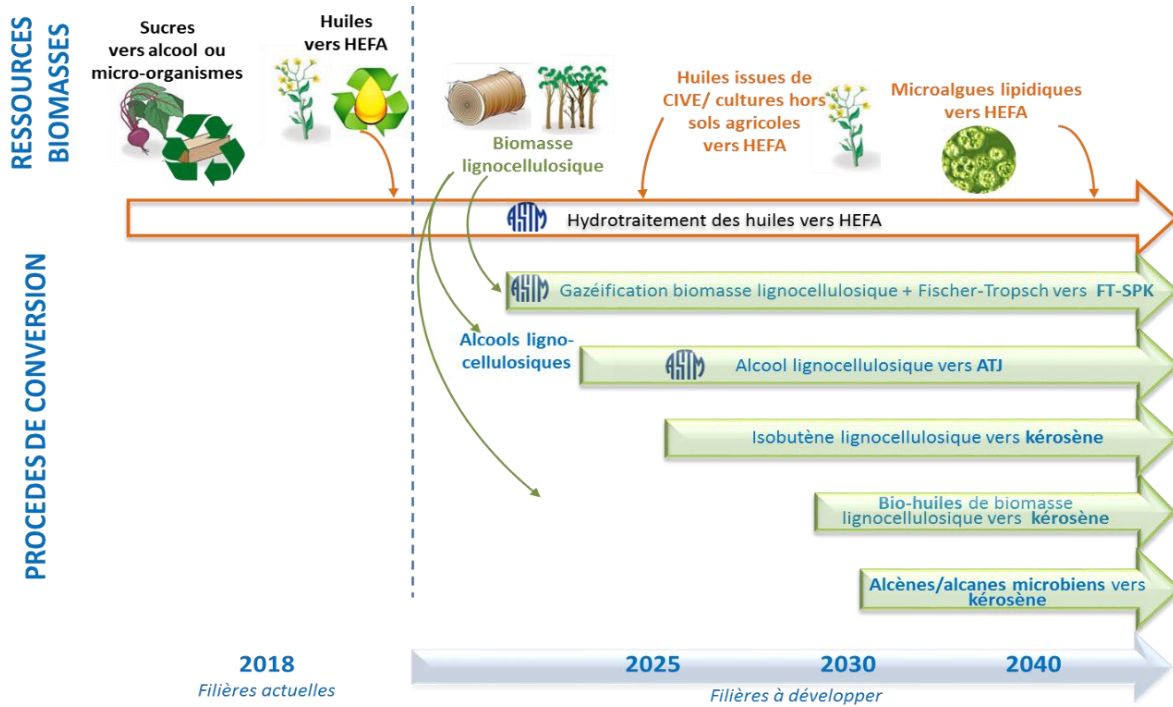 RESSOURCES
BIOMASSES
Sucres
vers alcool ou
micro-organismes
Huiles
vers HEFA
Biomasse
lignocellulosique
Huiles issues de
CIVE/ cultures hors
sols agricoles
vers HEFA
Microalgues lipidiques
vers HEFA
PROCEDES DE CONVERSION
ASTM Hydrotraitement des huiles vers HEFA
ASTM Gazéification biomasse lignocellulosique + Fischer-Tropsch vers FT-SPK
Alcools ligno-
cellulosiques
ASTM Alcool lignocellulosique vers ATJ
Isobutène lignocellulosique vers kérosène
Bio-huiles de biomasse
lignocellulosique vers kérosène
Alcènes/alcanes microbiens vers
kérosène
2018 2025 2030 2040
Filières actuelles Filières à développer